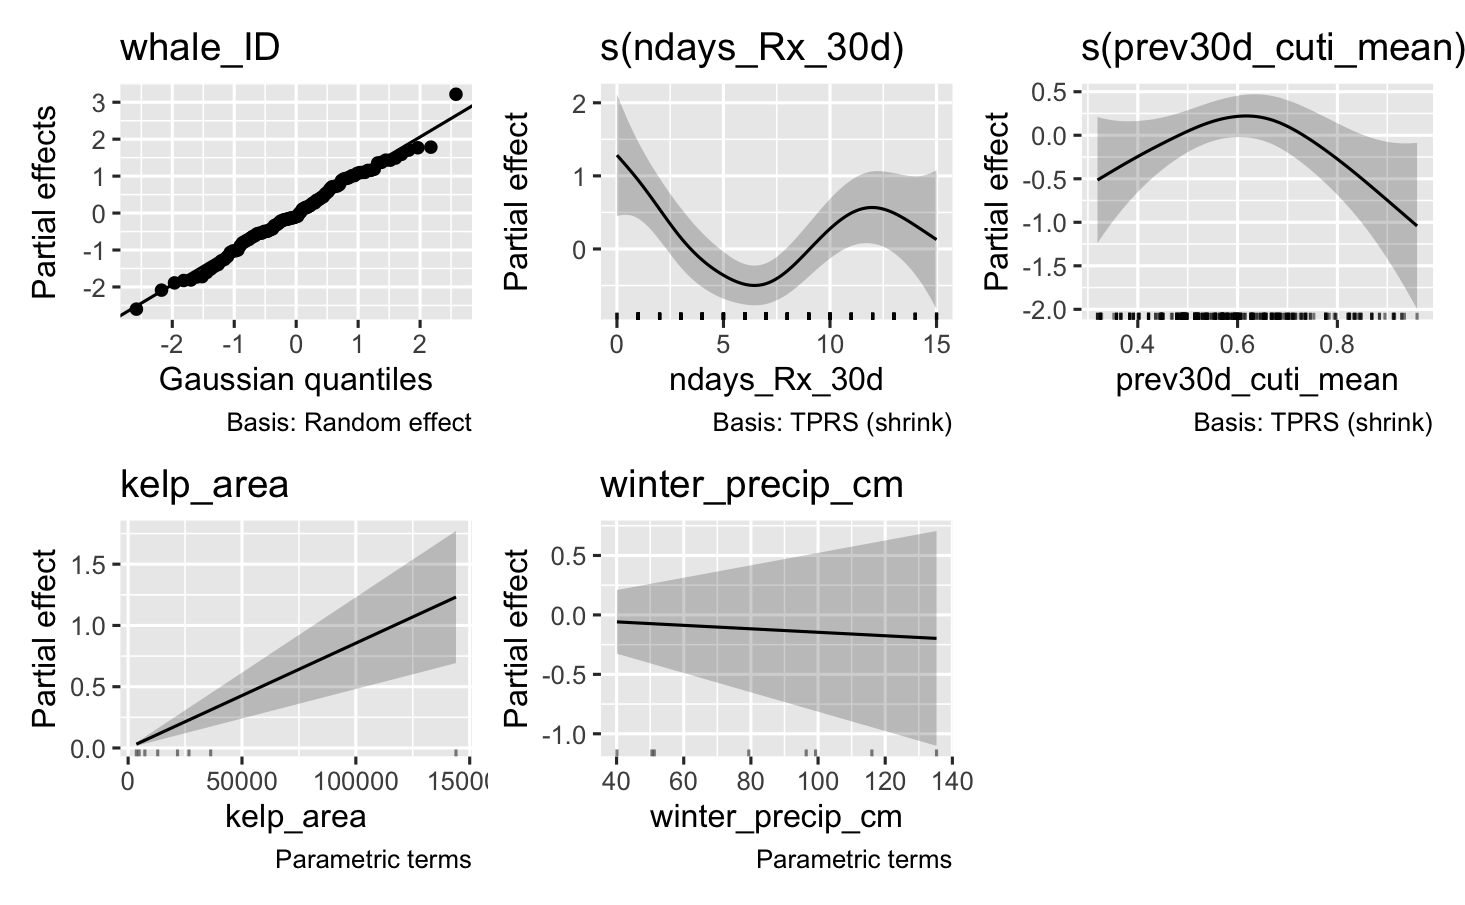 whale_ID
Partial effects
3
2
1
0
-1
-2
-2 -1 0 1 2
Gaussian quantiles
Basis: Random effect
s(ndays_Rx_30d)
Partial effect
2
1
0
0 5 10 15
ndays_Rx_30d
Basis: TPRS (shrink)
s(prev30d_cuti_mean)
Partial effect
0.5
0.0
-0.5
-1.0
-1.5
-2.0
0.4 0.6 0.8
prev30d_cuti_mean
Basis: TPRS (shrink)
kelp_area
Partial effect
1.5
1.0
0.5
0.0
0 50000 100000
kelp_area
Parametric terms
winter_precip_cm
Partial effect
0.5
0.0
-0.5
-1.0
40 60 80 100 120 140
winter_precip_cm
Parametric terms